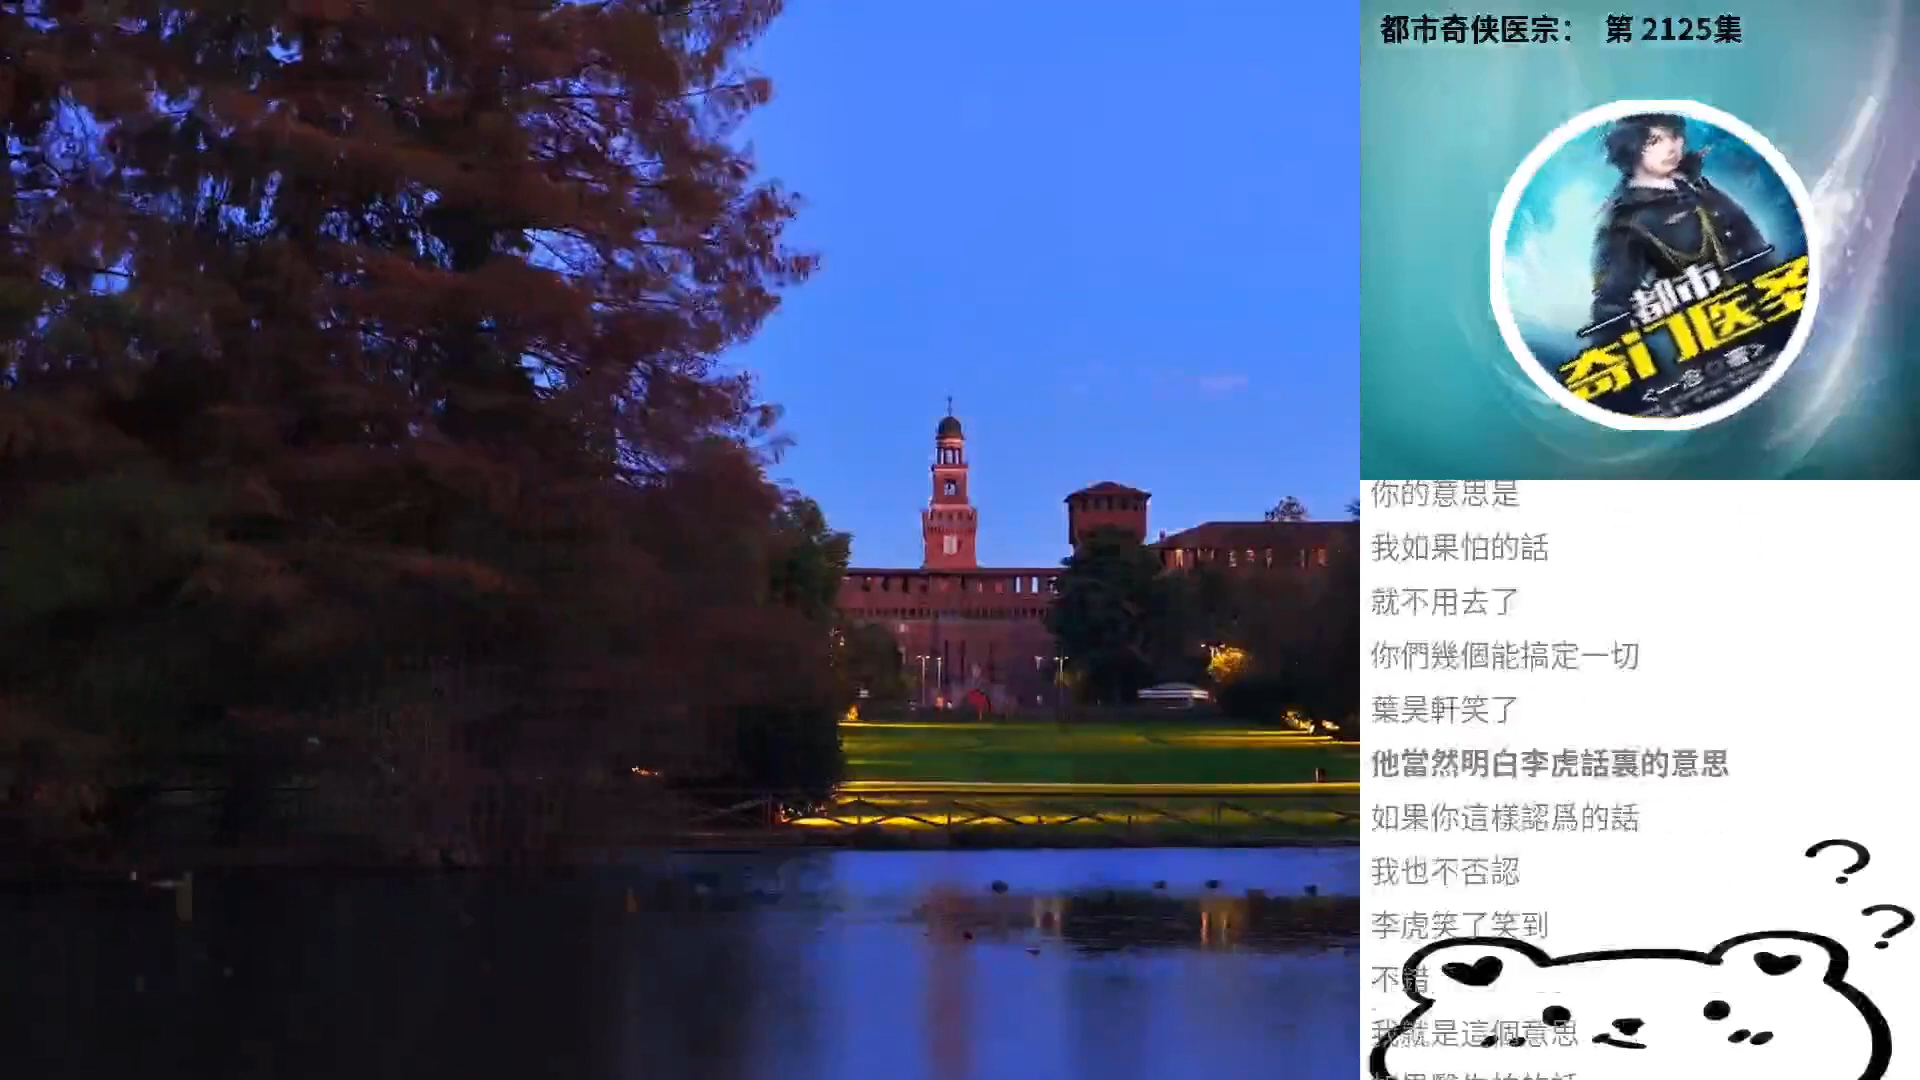 都市奇侠医宗： 第 2125集
都市
奇门医圣
你的意思是
我如果怕的話
就不用去了
你們幾個能搞定一切
葉昊軒笑了
他當然明白李虎話裏的意思
如果你這樣認爲的話
我也不否認
李虎笑了笑到
不錯
我就是這個意思